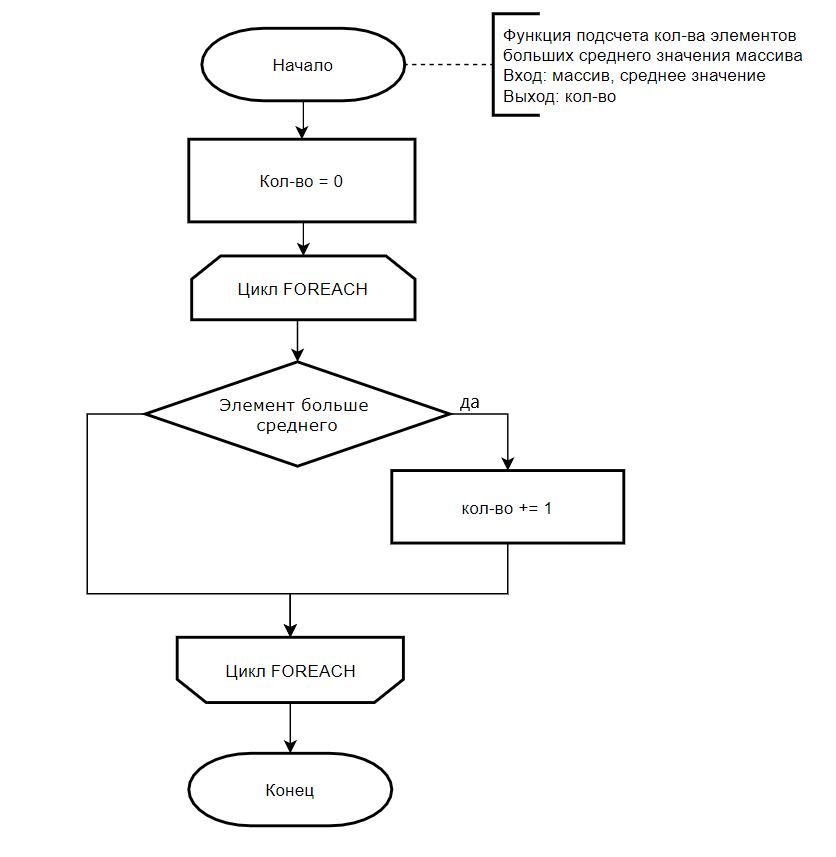 Начало
Функция подсчета кол-ва элементов
больших среднего значения массива
Вход: массив, среднее значение
Выход: кол-во
Кол-во = 0
Цикл FOREACH
Элемент больше
среднего
да
кол-во += 1
Цикл FOREACH
Конец